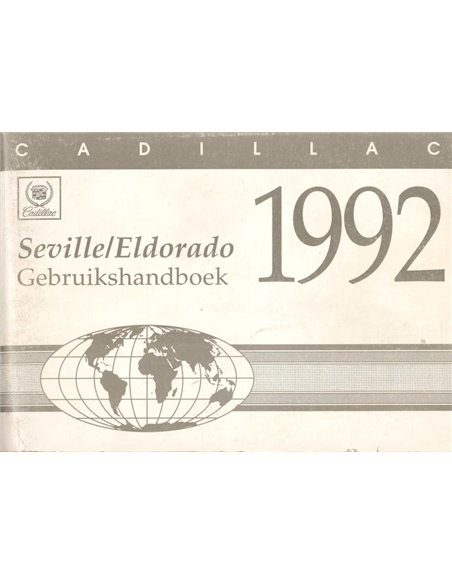 CADILLAC
Cadillac
1992
Seville/Eldorado
Gebruikshandboek